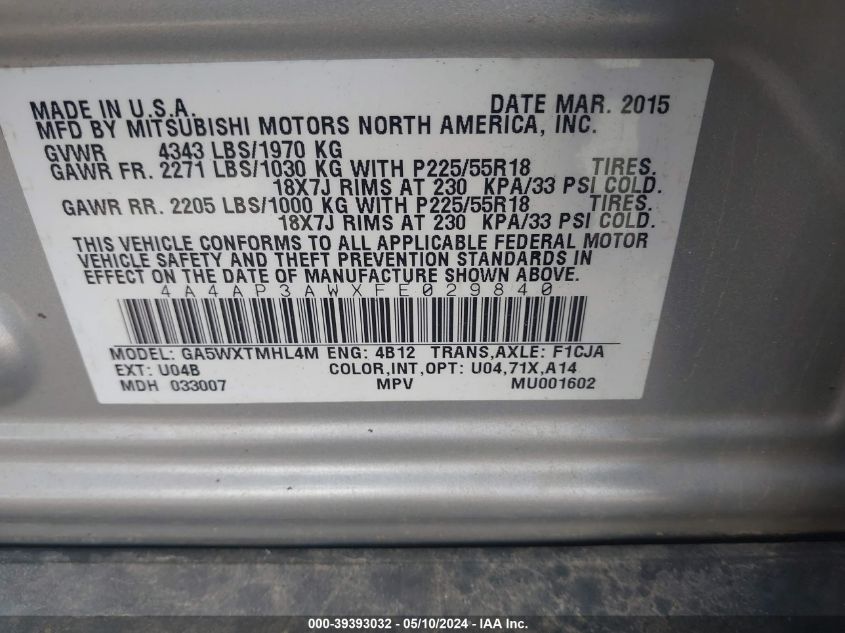 MADE IN U.S.A. DATE MAR. 2015
MFD BY MITSUBISHI MOTORS NORTH AMERICA, INC.
GVWR 4343 LBS/1970 KG
GAWR FR. 2271 LBS/1030 KG WITH P225/55R18 TIRES.
18X7J RIMS AT 230 KPA/33 PSI COLD.
GAWR RR. 2205 LBS/1000 KG WITH P225/55R18 TIRES.
18X7J RIMS AT 230 KPA/33 PSI COLD.
THIS VEHICLE CONFORMS TO ALL APPLICABLE FEDERAL MOTOR
VEHICLE SAFETY AND THEFT PREVENTION STANDARDS IN
EFFECT ON THE DATE OF MANUFACTURE SHOWN ABOVE.
4A4AP3AWXFE029840
MODEL: GA5WXTMHL4M ENG: 4B12 TRANS,AXLE: F1CJA
EXT: U04B COLOR,INT,OPT: U04,71X,A14
MDH 033007 MPV MU001602
000-39393032 - 05/10/2024 - U.S.A. - IAA, Inc.